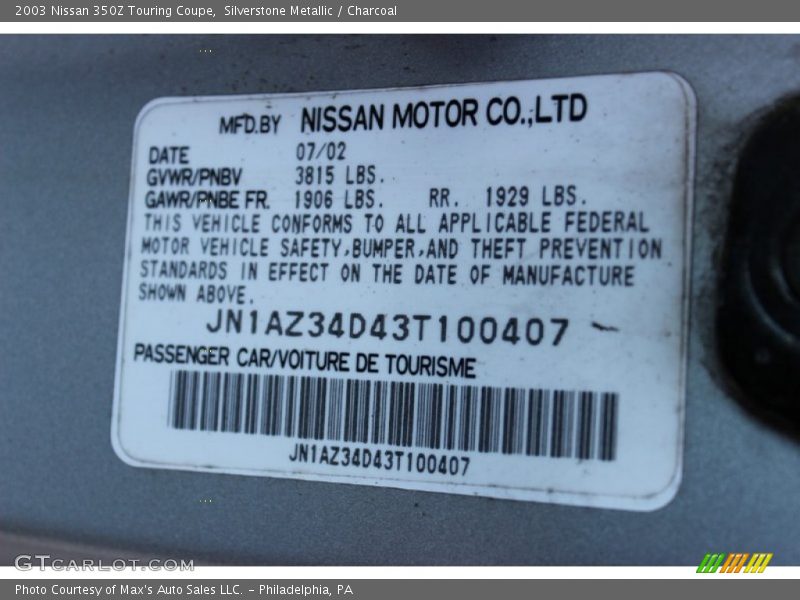 2003 Nissan 350Z Touring Coupe,  Silverstone Metallic / Charcoal
MFD.BY NISSAN MOTOR CO.,LTD
DATE 07/02
GVWR/PNBV 3815 LBS.
GAWR/PNBE FR. 1906 LBS. RR. 1929 LBS.
THIS VEHICLE CONFORMS TO ALL APPLICABLE FEDERAL
MOTOR VEHICLE SAFETY,BUMPER,AND THEFT PREVENTION
STANDARDS IN EFFECT ON THE DATE OF MANUFACTURE
SHOWN ABOVE.
JN1AZ34D43T100407
PASSENGER CAR/VOITURE DE TOURISME
JN1AZ34D43T100407
GTCARLOT.COM
Photo Courtesy of Max's Auto Sales LLC. - Philadelphia, PA